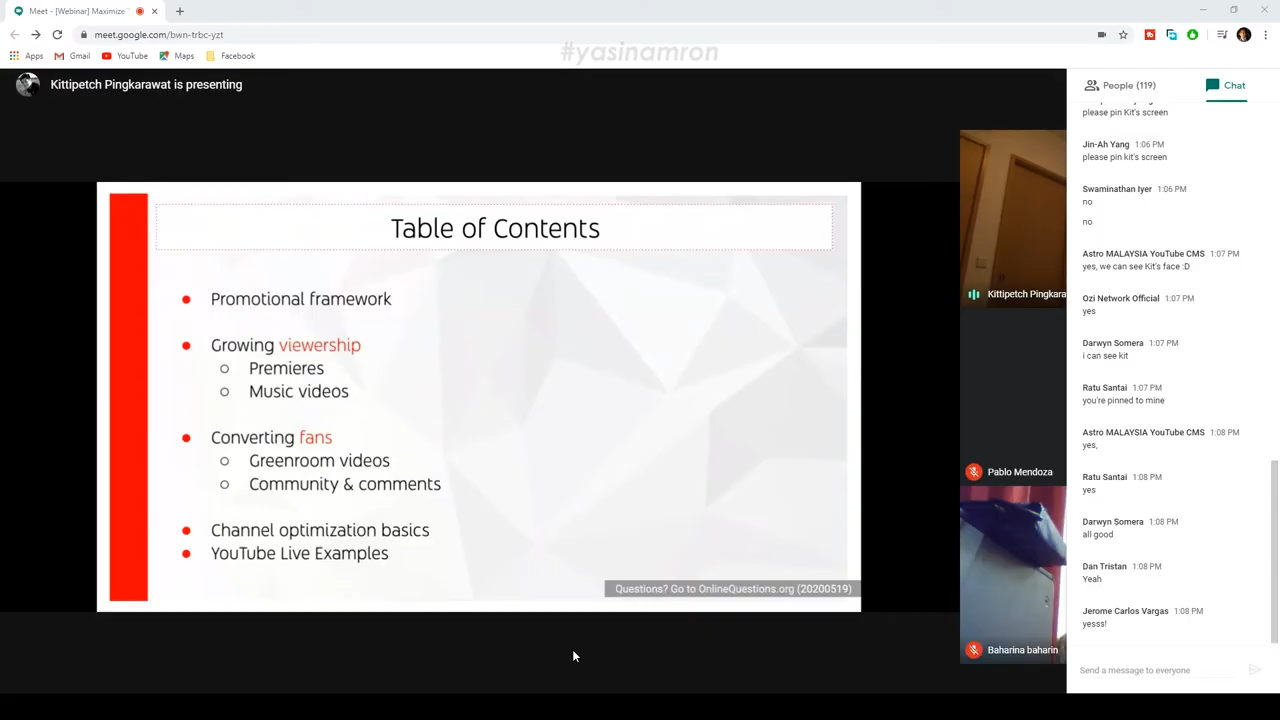 Meet - [Webinar] Maximize
meet.google.com/bwn-trbc-yzt
Apps
Gmail
YouTube
Maps
Facebook
#yasinamron
Kittipetch Pingkarawat is presenting
Table of Contents
Promotional framework
Growing viewership
Premieres
Music videos
Converting fans
Greenroom videos
Community & comments
Channel optimization basics
YouTube Live Examples
Questions? Go to OnlineQuestions.org (20200519)
Kittipetch Pingkara
Pablo Mendoza
Baharina baharin
People (119)
Chat
please pin Kit's screen
Jin-Ah Yang 1:06 PM
please pin kit's screen
Swaminathan Iyer 1:06 PM
no
no
Astro MALAYSIA YouTube CMS 1:07 PM
yes, we can see Kit's face :D
Ozi Network Official 1:07 PM
yes
Darwyn Somera 1:07 PM
i can see kit
Ratu Santai 1:07 PM
you're pinned to mine
Astro MALAYSIA YouTube CMS 1:08 PM
yes,
Ratu Santai 1:08 PM
yes
Darwyn Somera 1:08 PM
all good
Dan Tristan 1:08 PM
Yeah
Jerome Carlos Vargas 1:08 PM
yesss!
Send a message to everyone